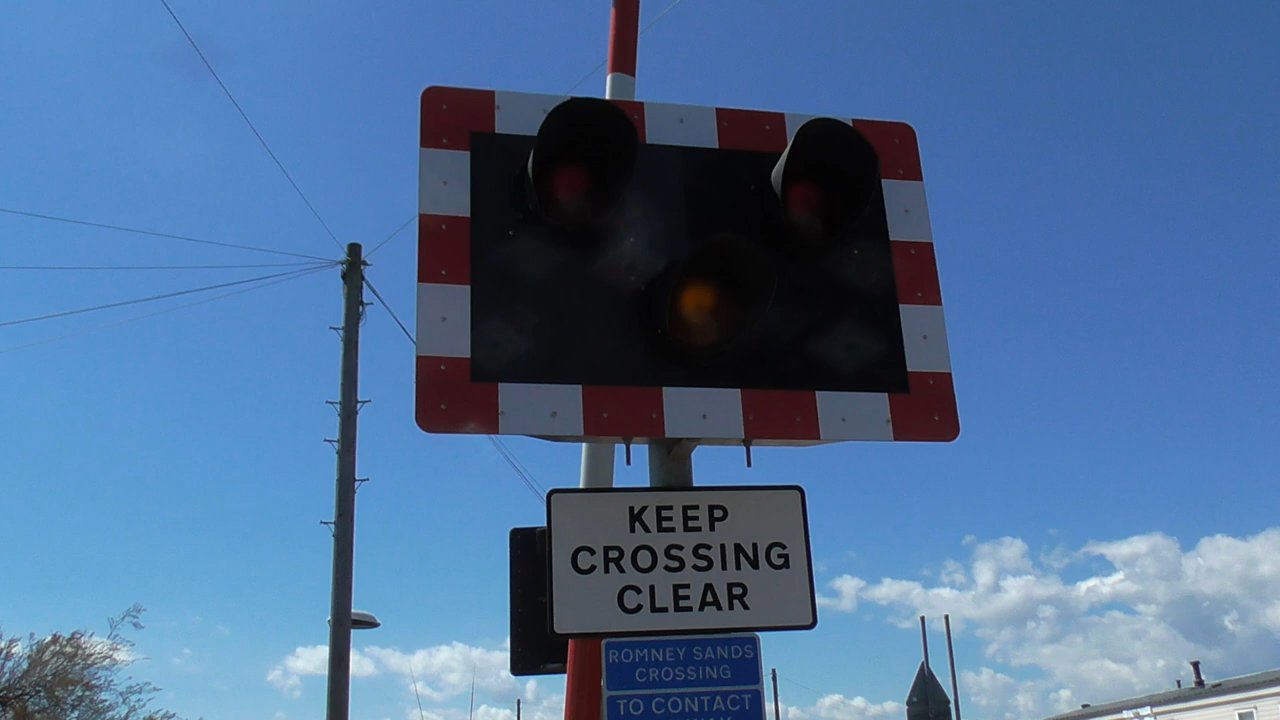 KEEP
CROSSING
CLEAR
ROMNEY SANDS
CROSSING
TO CONTACT